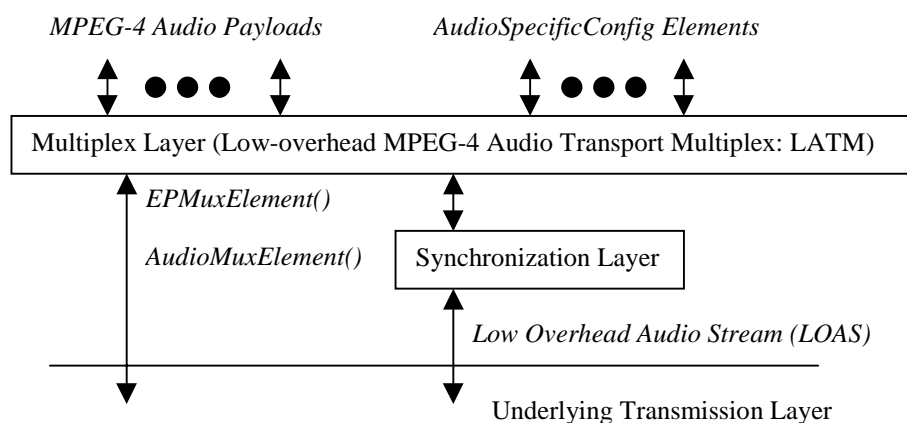 MPEG-4 Audio Payloads
AudioSpecificConfig Elements
Multiplex Layer (Low-overhead MPEG-4 Audio Transport Multiplex: LATM)
EPMuxElement()
AudioMuxElement()
Synchronization Layer
Low Overhead Audio Stream (LOAS)
Underlying Transmission Layer